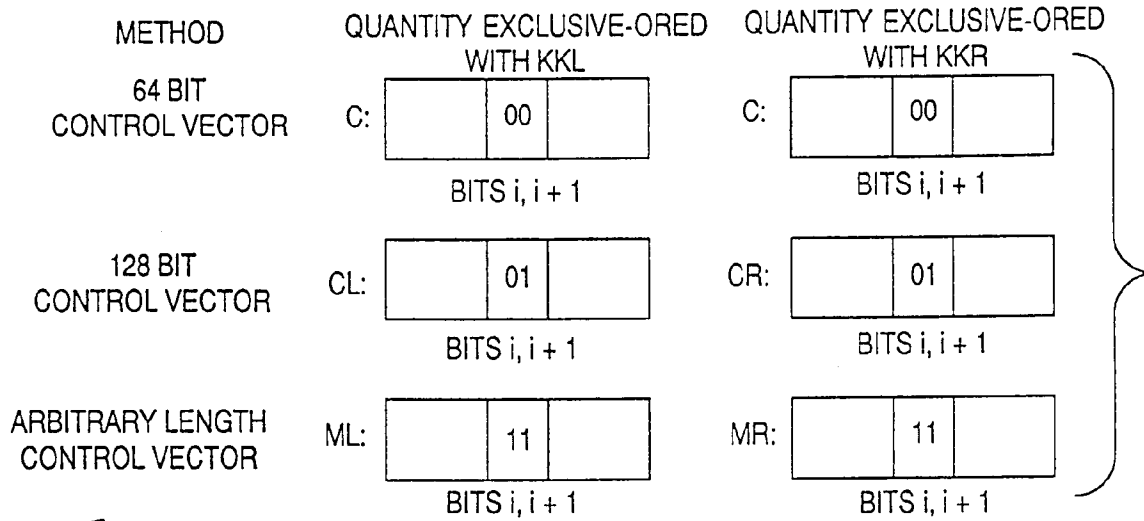 METHOD
QUANTITY EXCLUSIVE-ORED
WITH KKL
QUANTITY EXCLUSIVE-ORED
WITH KKR
64 BIT
CONTROL VECTOR
C:
00
BITS i, i + 1
C:
00
BITS i, i + 1
128 BIT
CONTROL VECTOR
CL:
01
BITS i, i + 1
CR:
01
BITS i, i + 1
ARBITRARY LENGTH
CONTROL VECTOR
ML:
11
BITS i, i + 1
MR:
11
BITS i, i + 1